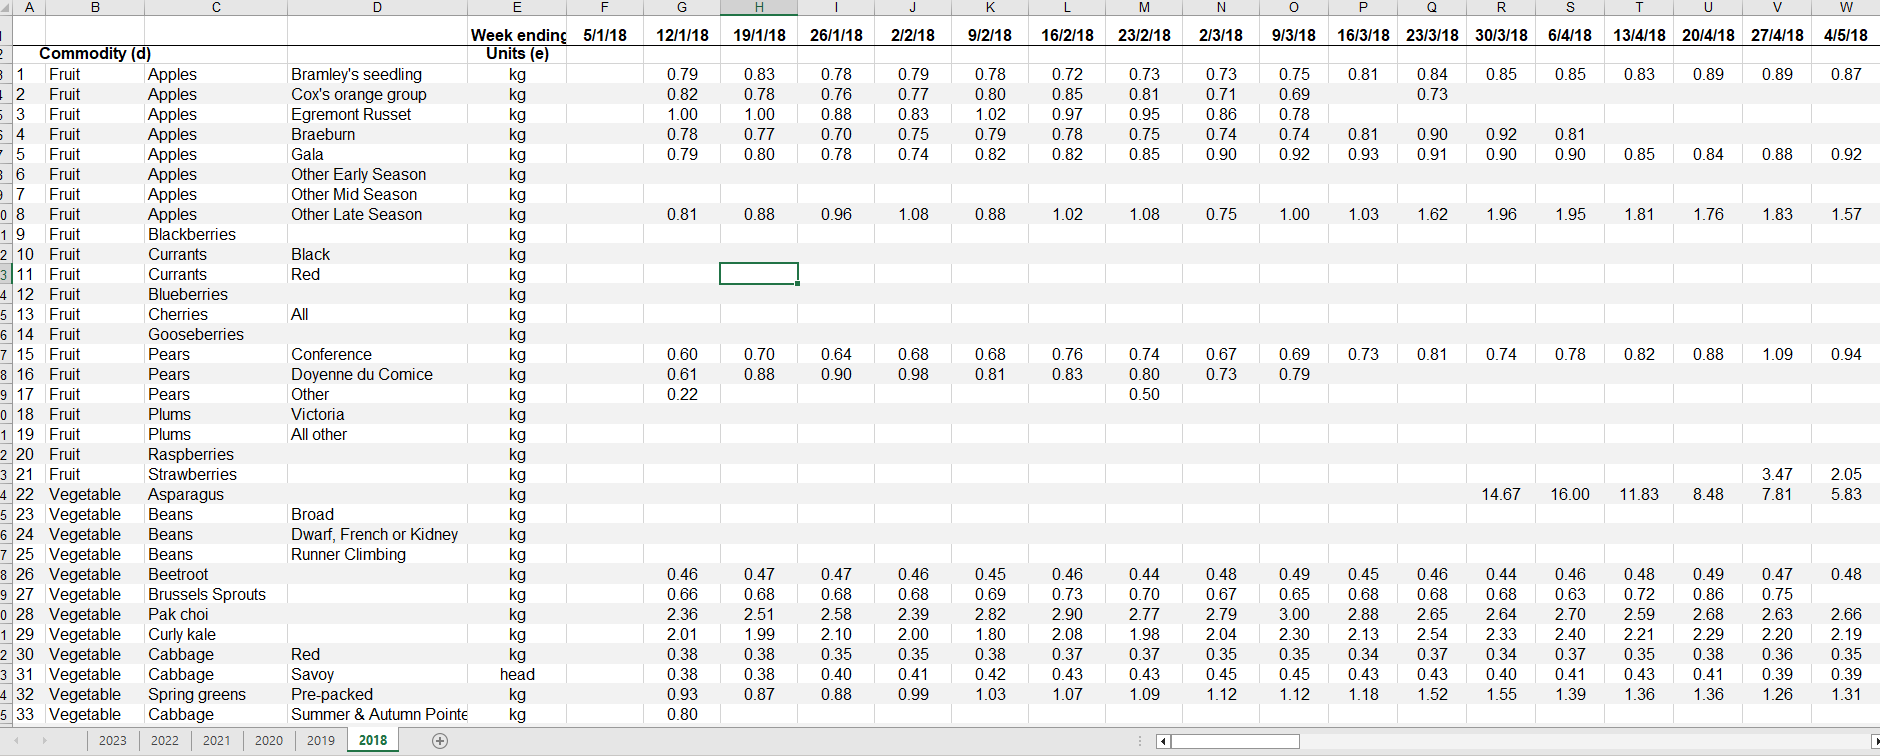 A B C D E F G H I J K L M N O P Q R S T U V W
Week ending 5/1/18 12/1/18 19/1/18 26/1/18 2/2/18 9/2/18 16/2/18 23/2/18 2/3/18 9/3/18 16/3/18 23/3/18 30/3/18 6/4/18 13/4/18 20/4/18 27/4/18 4/5/18
Commodity (d) Units (e)
1 Fruit Apples Bramley's seedling kg 0.79 0.83 0.78 0.79 0.78 0.72 0.73 0.73 0.75 0.81 0.84 0.85 0.85 0.83 0.89 0.89 0.87
2 Fruit Apples Cox's orange group kg 0.82 0.78 0.76 0.77 0.80 0.85 0.81 0.71 0.69 0.73
3 Fruit Apples Egremont Russet kg 1.00 1.00 0.88 0.83 1.02 0.97 0.95 0.86 0.78
4 Fruit Apples Braeburn kg 0.78 0.77 0.70 0.75 0.79 0.78 0.75 0.74 0.74 0.81 0.90 0.92 0.81
5 Fruit Apples Gala kg 0.79 0.80 0.78 0.74 0.82 0.82 0.85 0.90 0.92 0.93 0.91 0.90 0.90 0.85 0.84 0.88 0.92
6 Fruit Apples Other Early Season kg
7 Fruit Apples Other Mid Season kg
8 Fruit Apples Other Late Season kg 0.81 0.88 0.96 1.08 0.88 1.02 1.08 0.75 1.00 1.03 1.62 1.96 1.95 1.81 1.76 1.83 1.57
9 Fruit Blackberries kg
10 Fruit Currants Black kg
11 Fruit Currants Red kg
12 Fruit Blueberries kg
13 Fruit Cherries All kg
14 Fruit Gooseberries kg
15 Fruit Pears Conference kg 0.60 0.70 0.64 0.68 0.68 0.76 0.74 0.67 0.69 0.73 0.81 0.74 0.78 0.82 0.88 1.09 0.94
16 Fruit Pears Doyenne du Comice kg 0.61 0.88 0.90 0.98 0.81 0.83 0.80 0.73 0.79
17 Fruit Pears Other kg 0.22 0.50
18 Fruit Plums Victoria kg
19 Fruit Plums All other kg
20 Fruit Raspberries kg
21 Fruit Strawberries kg 3.47 2.05
22 Vegetable Asparagus kg 14.67 16.00 11.83 8.48 7.81 5.83
23 Vegetable Beans Broad kg
24 Vegetable Beans Dwarf, French or Kidney kg
25 Vegetable Beans Runner Climbing kg
26 Vegetable Beetroot kg 0.46 0.47 0.47 0.46 0.45 0.46 0.44 0.48 0.49 0.45 0.46 0.44 0.46 0.48 0.49 0.47 0.48
27 Vegetable Brussels Sprouts kg 0.66 0.68 0.68 0.68 0.69 0.73 0.70 0.67 0.65 0.68 0.68 0.68 0.63 0.72 0.86 0.75
28 Vegetable Pak choi kg 2.36 2.51 2.58 2.39 2.82 2.90 2.77 2.79 3.00 2.88 2.65 2.64 2.70 2.59 2.68 2.63 2.66
29 Vegetable Curly kale kg 2.01 1.99 2.10 2.00 1.80 2.08 1.98 2.04 2.30 2.13 2.54 2.33 2.40 2.21 2.29 2.20 2.19
30 Vegetable Cabbage Red kg 0.38 0.38 0.35 0.35 0.38 0.37 0.37 0.35 0.35 0.34 0.37 0.34 0.37 0.35 0.38 0.36 0.35
31 Vegetable Cabbage Savoy head 0.38 0.38 0.40 0.41 0.42 0.43 0.43 0.45 0.45 0.43 0.43 0.40 0.41 0.43 0.41 0.39 0.39
32 Vegetable Spring greens Pre-packed kg 0.93 0.87 0.88 0.99 1.03 1.07 1.09 1.12 1.12 1.18 1.52 1.55 1.39 1.36 1.36 1.26 1.31
33 Vegetable Cabbage Summer & Autumn Pointe kg 0.80
2023 2022 2021 2020 2019 2018